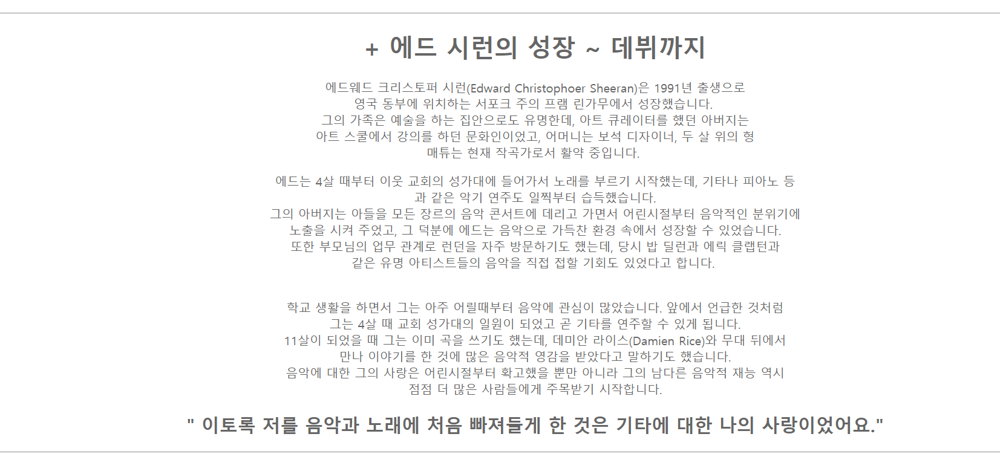 + 에드 시런의 성장 ~ 데뷔까지
에드웨드 크리스토퍼 시런(Edward Christophoer Sheeran)은 1991년 출생으로
영국 동부에 위치하는 서포크 주의 프램 린가무에서 성장했습니다.
그의 가족은 예술을 하는 집안으로도 유명한데, 아트 큐레이터를 했던 아버지는
아트 스쿨에서 강의를 하던 문화인이었고, 어머니는 보석 디자이너, 두 살 위의 형
매튜는 현재 작곡가로서 활약 중입니다.
에드는 4살 때부터 이웃 교회의 성가대에 들어가서 노래를 부르기 시작했는데, 기타나 피아노 등
과 같은 악기 연주도 일찍부터 습득했습니다.
그의 아버지는 아들을 모든 장르의 음악 콘서트에 데리고 가면서 어린시절부터 음악적인 분위기에
노출을 시켜 주었고, 그 덕분에 에드는 음악으로 가득찬 환경 속에서 성장할 수 있었습니다.
또한 부모님의 업무 관계로 런던을 자주 방문하기도 했는데, 당시 밥 딜런과 에릭 클랩턴과
같은 유명 아티스트들의 음악을 직접 접할 기회도 있었다고 합니다.
학교 생활을 하면서 그는 아주 어릴때부터 음악에 관심이 많았습니다. 앞에서 언급한 것처럼
그는 4살 때 교회 성가대의 일원이 되었고 곧 기타를 연주할 수 있게 됩니다.
11살이 되었을 때 그는 이미 곡을 쓰기도 했는데, 데미안 라이스(Damien Rice)와 무대 뒤에서
만나 이야기를 한 것에 많은 음악적 영감을 받았다고 말하기도 했습니다.
음악에 대한 그의 사랑은 어린시절부터 확고했을 뿐만 아니라 그의 남다른 음악적 재능 역시
점점 더 많은 사람들에게 주목받기 시작합니다.
" 이토록 저를 음악과 노래에 처음 빠져들게 한 것은 기타에 대한 나의 사랑이었어요."